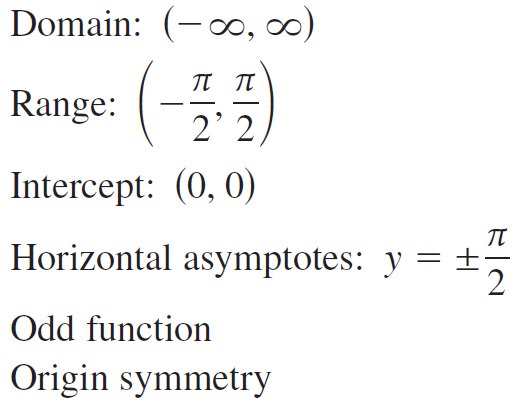 Domain: (−∞, ∞)
Range: (−π/2, π/2)
Intercept: (0, 0)
Horizontal asymptotes: y = ±π/2
Odd function
Origin symmetry